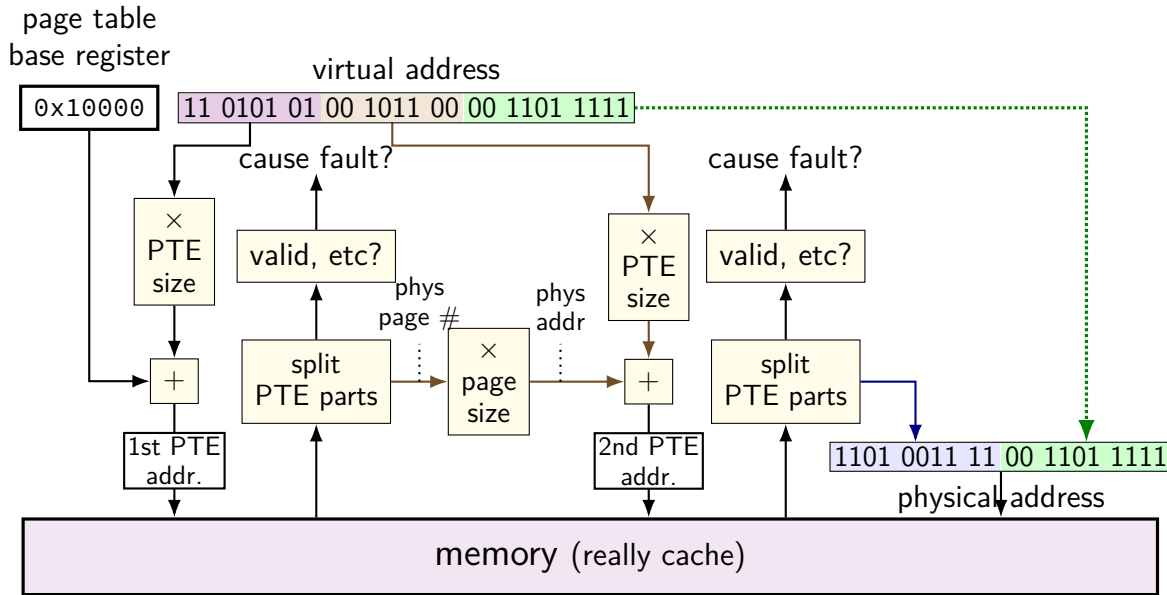 page table
base register
0x10000
virtual address
11 0101 01 00 1011 00 00 1101 1111
cause fault?
cause fault?
×
PTE
size
valid, etc?
phys
page #
phys
addr
×
PTE
size
valid, etc?
+
split
PTE parts
×
page
size
+
split
PTE parts
1st PTE
addr.
2nd PTE
addr.
1101 0011 11 00 1101 1111
physical address
memory (really cache)